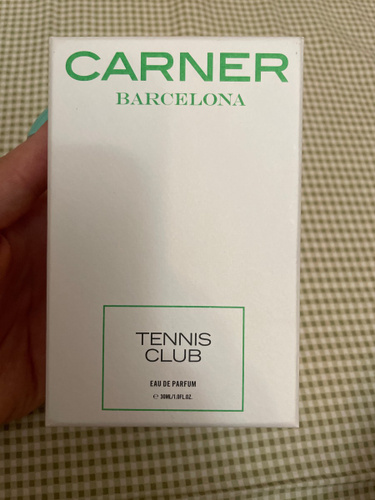 CARNER
BARCELONA
TENNIS
CLUB
EAU DE PARFUM
℮ 30ML/1.0FL.OZ.